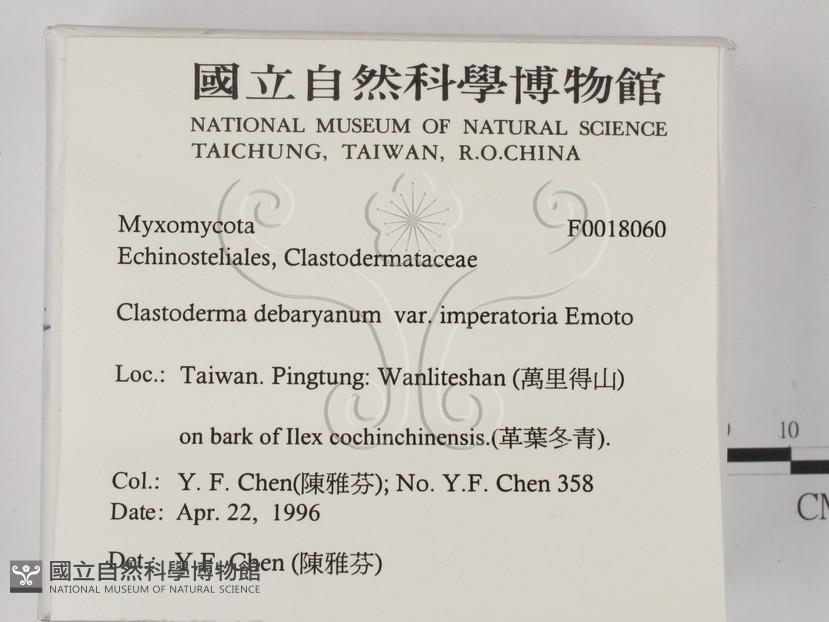 國立自然科學博物館
NATIONAL MUSEUM OF NATURAL SCIENCE
TAICHUNG, TAIWAN, R.O.CHINA
Myxomycota F0018060
Echinosteliales, Clastodermataceae
Clastoderma debaryanum var. imperatoria Emoto
Loc.: Taiwan. Pingtung: Wanliteshan (萬里得山)
on bark of Ilex cochinchinensis.(革葉冬青).
10
Col.: Y. F. Chen(陳雅芬); No. Y.F. Chen 358
CM
Date: Apr. 22, 1996
Det.: Y.F. Chen (陳雅芬)
國立自然科學博物館
NATIONAL MUSEUM OF NATURAL SCIENCE